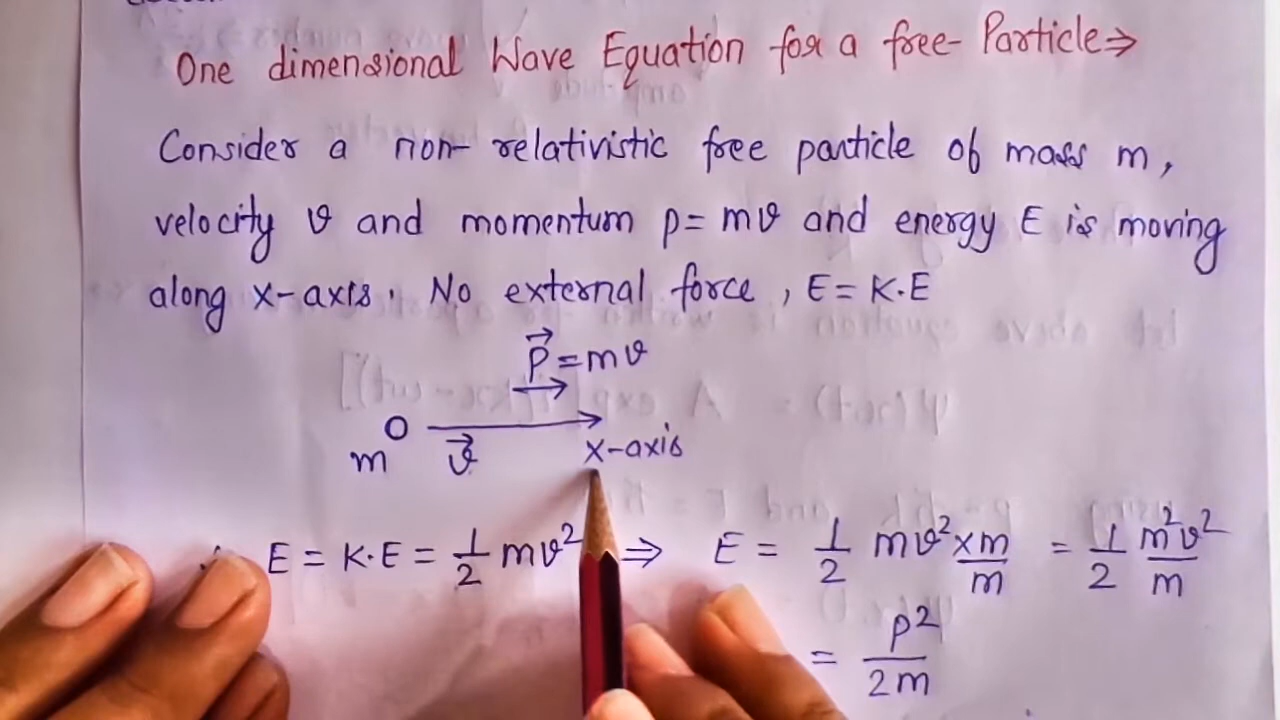 One dimensional Wave Equation for a free-Particle⇒
Consider a non-relativistic free particle of mass m,
velocity v and momentum p=mv and energy E is moving
along x-axis. No external force, E=K.E
p⃗=mv
m v⃗ x-axis
∴ E = K.E = 1/2 mv² ⇒ E = 1/2 mv²×m/m = 1/2 m²v²/m
= p²/2m